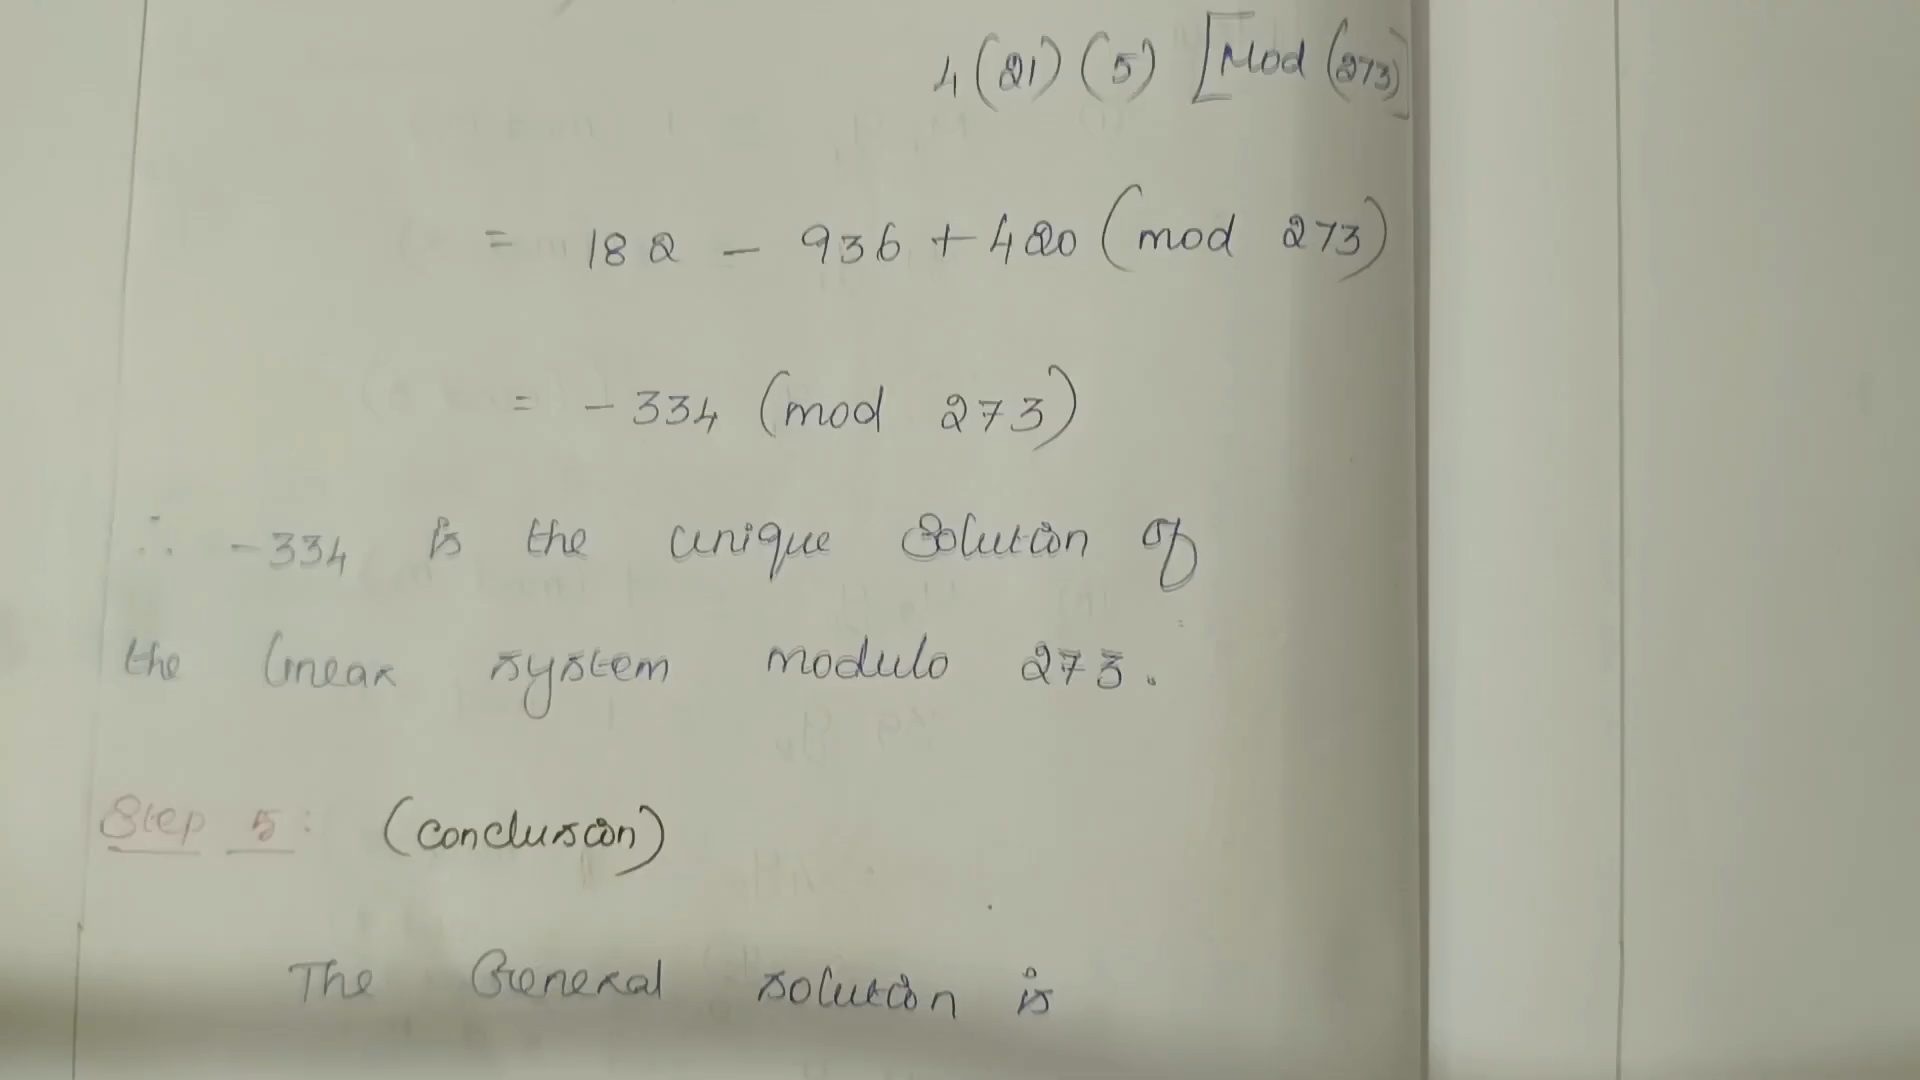 4(21)(5) [Mod (273)]
= 182 - 936 + 420 (mod 273)
= -334 (mod 273)
∴ -334 is the unique solution of
the linear system modulo 273.
Step 5: (conclusion)
The General solution is